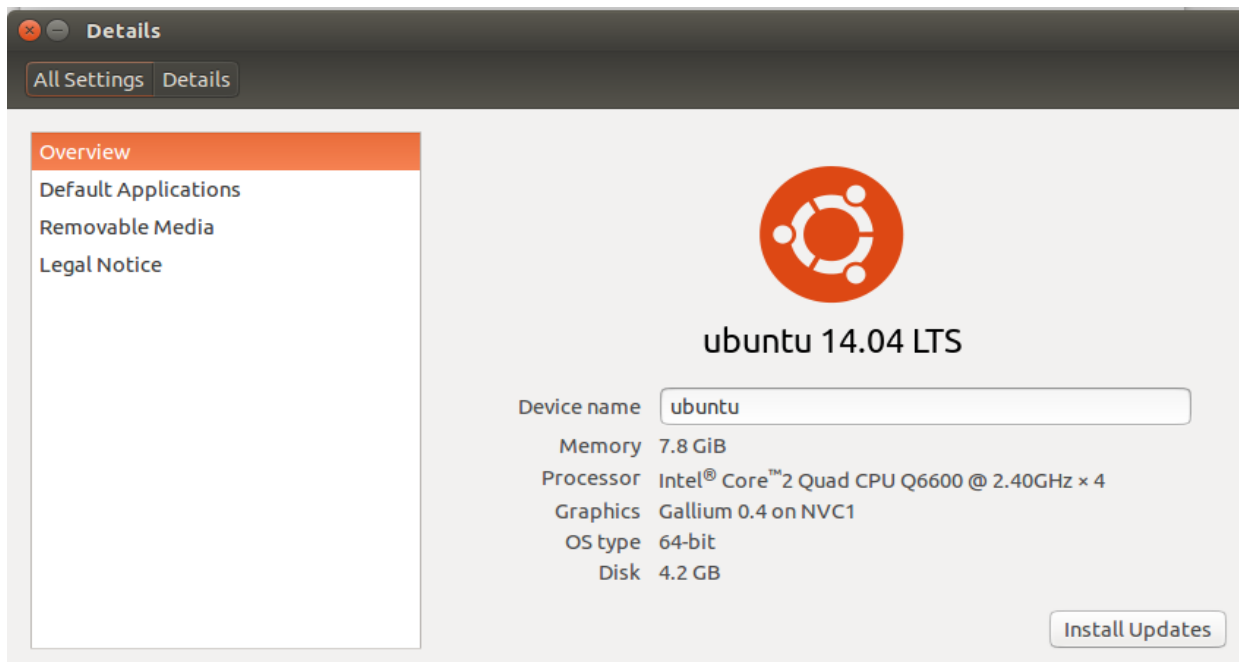 Details
All Settings Details
Overview
Default Applications
Removable Media
Legal Notice
ubuntu 14.04 LTS
Device name ubuntu
Memory 7.8 GiB
Processor Intel® Core™2 Quad CPU Q6600 @ 2.40GHz × 4
Graphics Gallium 0.4 on NVC1
OS type 64-bit
Disk 4.2 GB
Install Updates